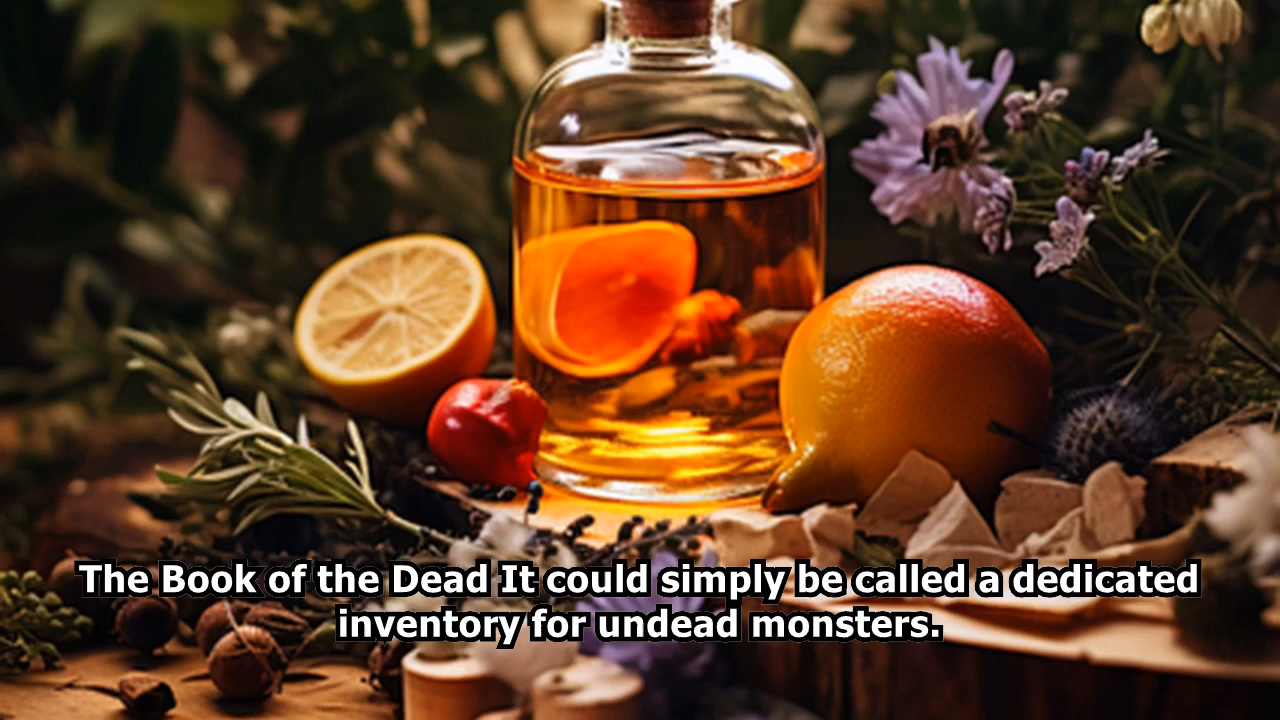 The Book of the Dead It could simply be called a dedicated
inventory for undead monsters.